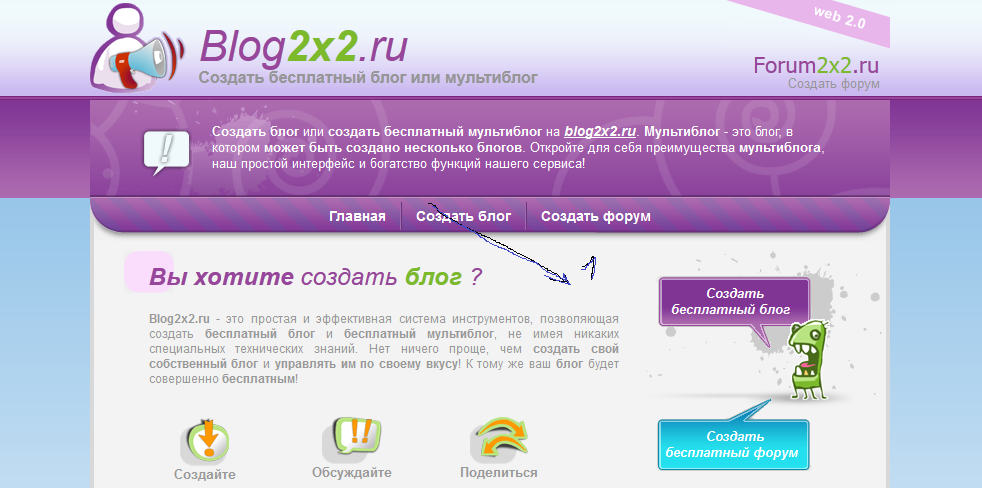 web 2.0
Blog2x2.ru
Создать бесплатный блог или мультиблог
Forum2x2.ru
Создать форум
Создать блог или создать бесплатный мультиблог на blog2x2.ru. Мультиблог - это блог, в
котором может быть создано несколько блогов. Откройте для себя преимущества мультиблога,
наш простой интерфейс и богатство функций нашего сервиса!
Главная Создать блог Создать форум
1
Вы хотите создать блог ?
Blog2x2.ru - это простая и эффективная система инструментов, позволяющая
создать бесплатный блог и бесплатный мультиблог, не имея никаких
специальных технических знаний. Нет ничего проще, чем создать свой
собственный блог и управлять им по своему вкусу! К тому же ваш блог будет
совершенно бесплатным!
Создать
бесплатный блог
Создать
бесплатный форум
Создайте
Обсуждайте
Поделиться